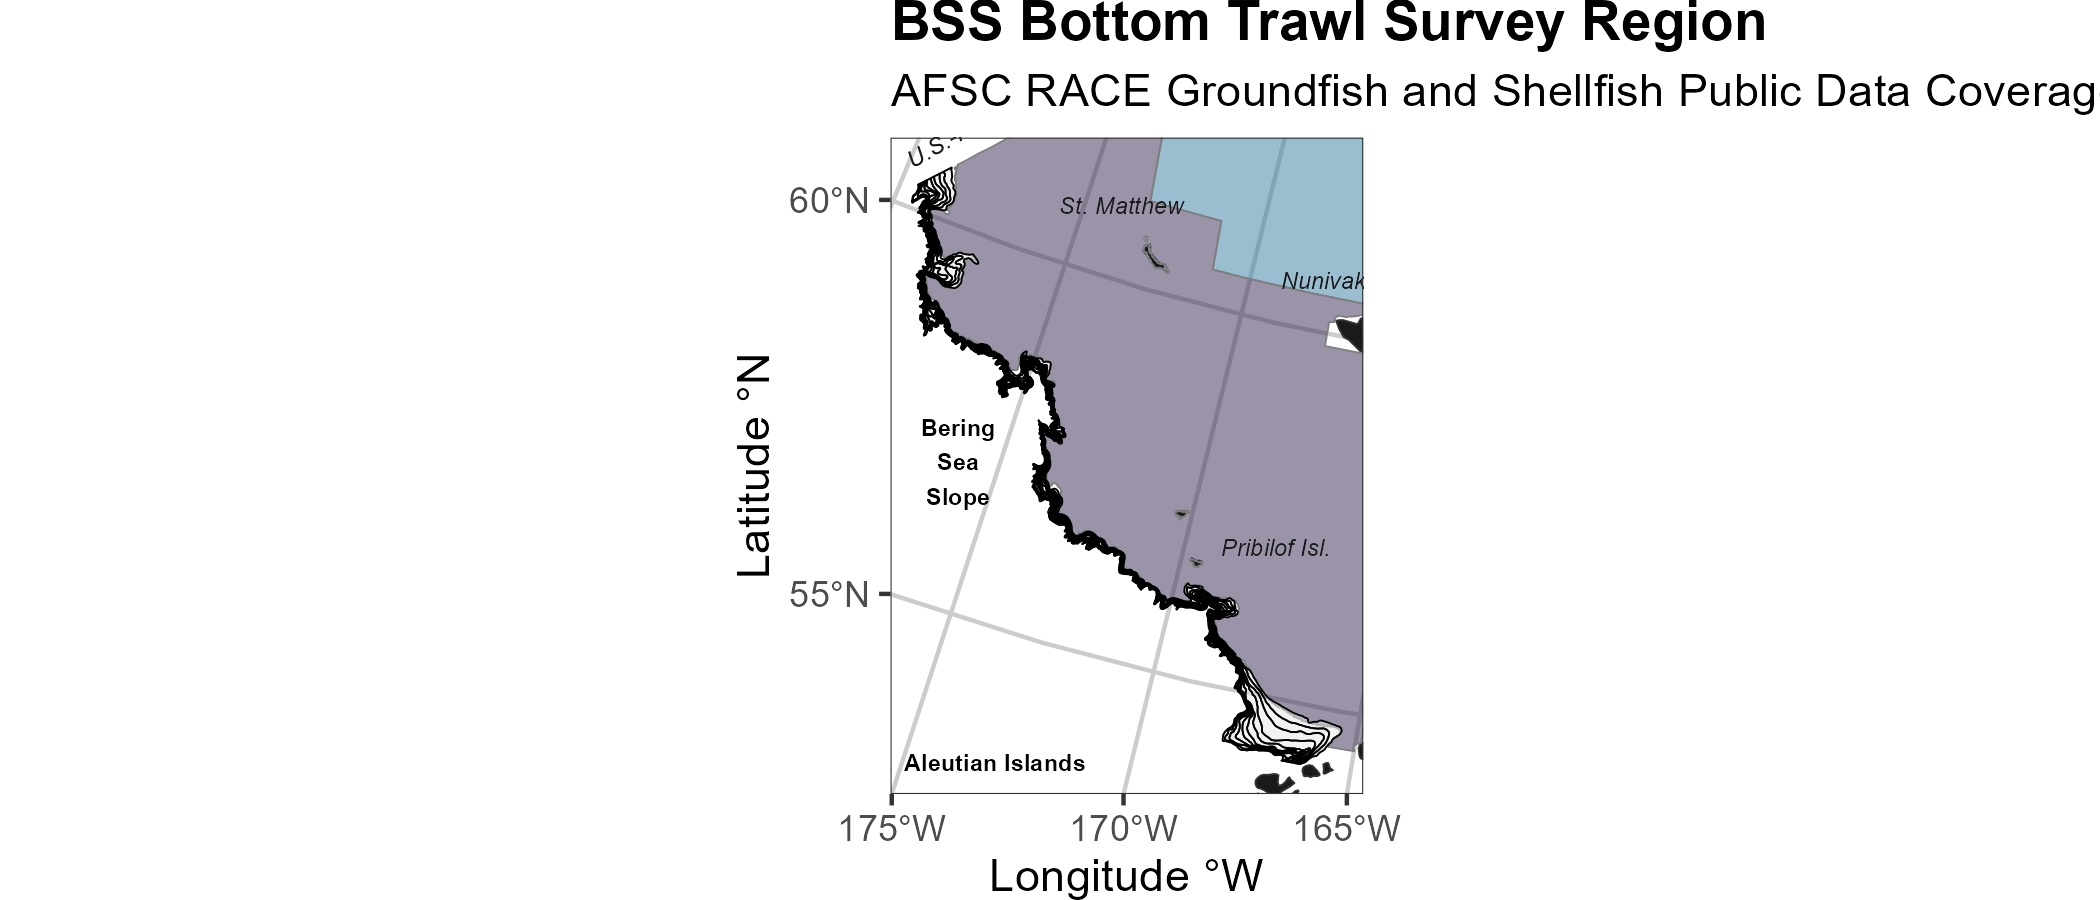 BSS Bottom Trawl Survey Region
AFSC RACE Groundfish and Shellfish Public Data Coverag
U.S.
60°N
St. Matthew
Nunivak
Latitude °N
Bering
Sea
Slope
Pribilof Isl.
55°N
Aleutian Islands
175°W
170°W
165°W
Longitude °W